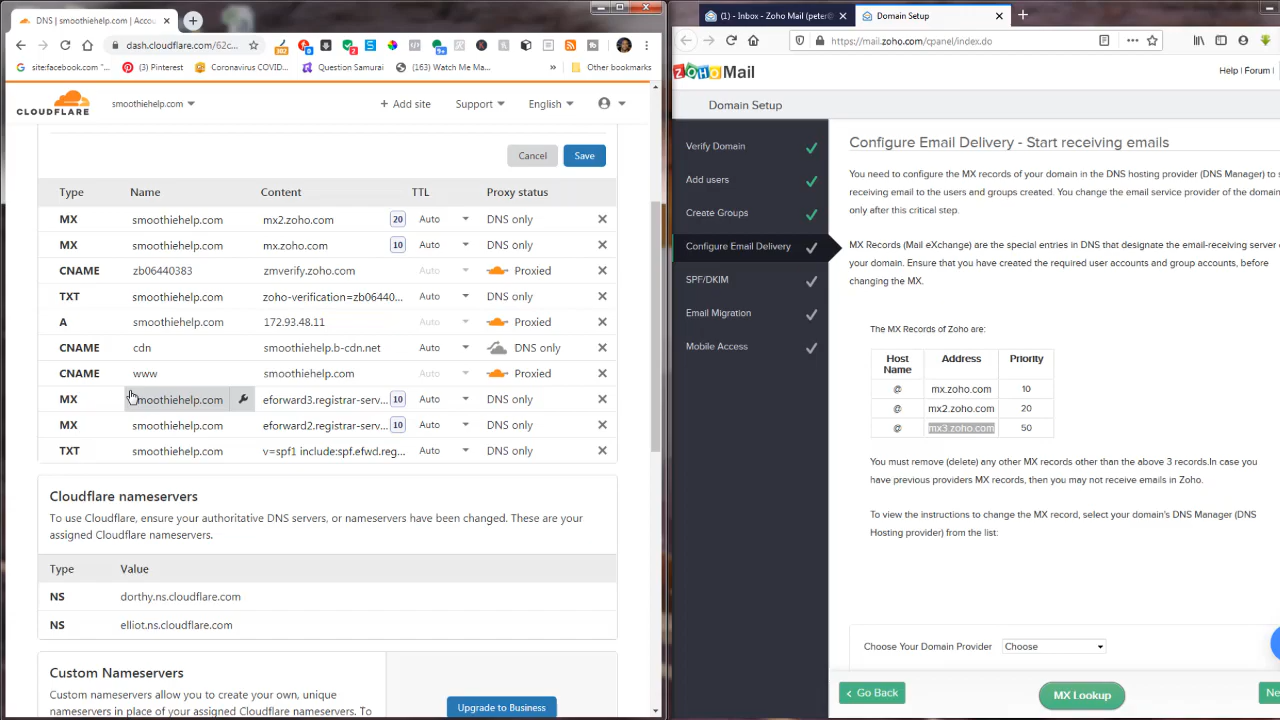 DNS | smoothiehelp.com | Accou
dash.cloudflare.com/62c...
site:facebook.com "...
(3) Pinterest
Coronavirus COVID...
Question Samurai
(163) Watch Me Ma...
»
Other bookmarks
CLOUDFLARE
smoothiehelp.com
+ Add site
Support
English
Cancel
Save
Type Name Content TTL Proxy status
MX smoothiehelp.com mx2.zoho.com 20 Auto DNS only
MX smoothiehelp.com mx.zoho.com 10 Auto DNS only
CNAME zb06440383 zmverify.zoho.com Auto Proxied
TXT smoothiehelp.com zoho-verification=zb06440... Auto DNS only
A smoothiehelp.com 172.93.48.11 Auto Proxied
CNAME cdn smoothiehelp.b-cdn.net Auto DNS only
CNAME www smoothiehelp.com Auto Proxied
MX smoothiehelp.com eforward3.registrar-serv... 10 Auto DNS only
MX smoothiehelp.com eforward2.registrar-serv... 10 Auto DNS only
TXT smoothiehelp.com v=spf1 include:spf.efwd.reg... Auto DNS only
Cloudflare nameservers
To use Cloudflare, ensure your authoritative DNS servers, or nameservers have been changed. These are your
assigned Cloudflare nameservers.
Type Value
NS dorthy.ns.cloudflare.com
NS elliot.ns.cloudflare.com
Custom Nameservers
Custom nameservers allow you to create your own, unique
nameservers in place of your assigned Cloudflare nameservers. To
Upgrade to Business
(1) - Inbox - Zoho Mail (peter@
Domain Setup
https://mail.zoho.com/cpanel/index.do
ZOHO Mail
Help | Forum |
Domain Setup
Verify Domain
Add users
Create Groups
Configure Email Delivery
SPF/DKIM
Email Migration
Mobile Access
Configure Email Delivery - Start receiving emails
You need to configure the MX records of your domain in the DNS hosting provider (DNS Manager) to s
receiving email to the users and groups created. You change the email service provider of the domain
only after this critical step.
MX Records (Mail eXchange) are the special entries in DNS that designate the email-receiving server o
your domain. Ensure that you have created the required user accounts and group accounts, before
changing the MX.
The MX Records of Zoho are:
Host Name Address Priority
@ mx.zoho.com 10
@ mx2.zoho.com 20
@ mx3.zoho.com 50
You must remove (delete) any other MX records other than the above 3 records.In case you
have previous providers MX records, then you may not receive emails in Zoho.
To view the instructions to change the MX record, select your domain's DNS Manager (DNS
Hosting provider) from the list:
Choose Your Domain Provider
Choose
Go Back
MX Lookup
Ne